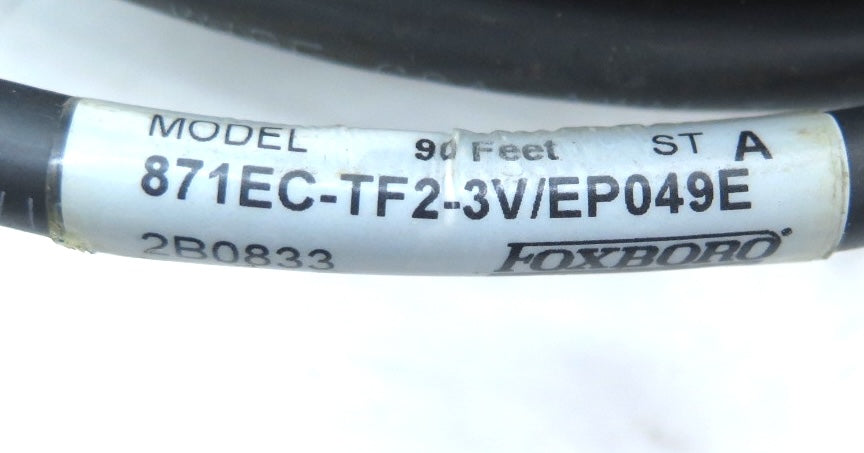 MODEL 90 Feet ST A
871EC-TF2-3V/EP049E
2B0833 FOXBORO